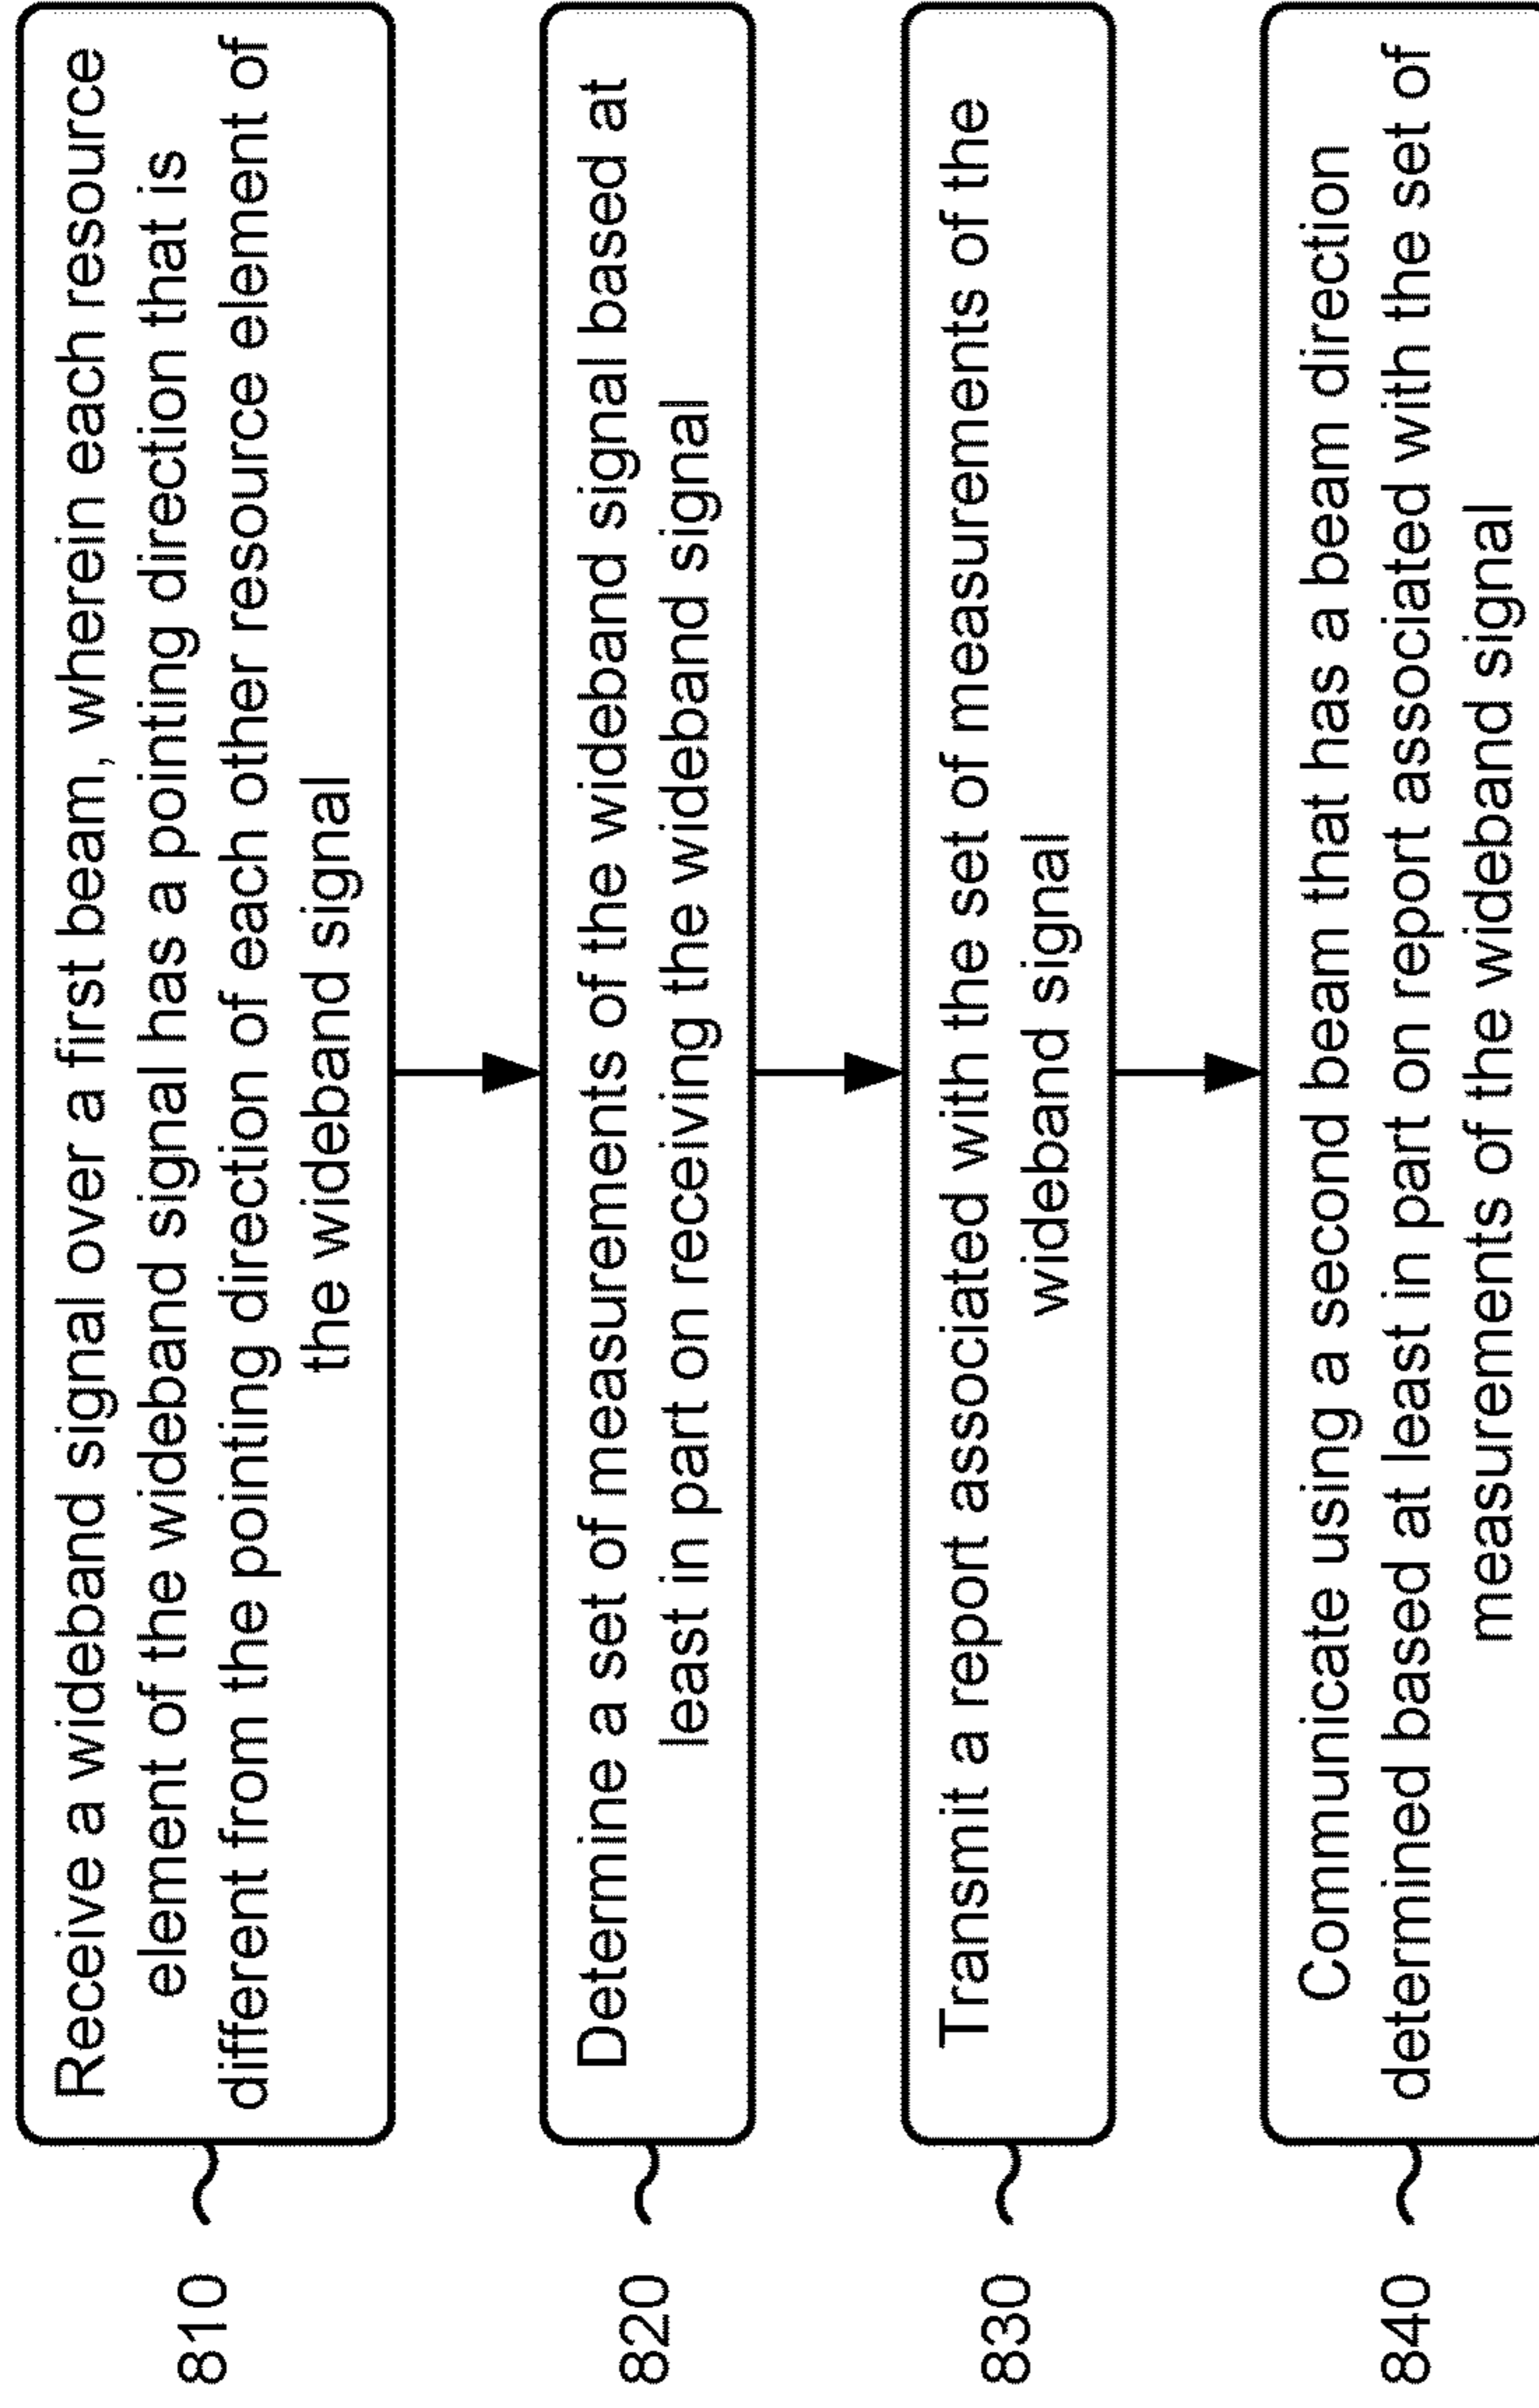 810
Receive a wideband signal over a first beam, wherein each resource
element of the wideband signal has a pointing direction that is
different from the pointing direction of each other resource element of
the wideband signal
820
Determine a set of measurements of the wideband signal based at
least in part on receiving the wideband signal
830
Transmit a report associated with the set of measurements of the
wideband signal
840
Communicate using a second beam that has a beam direction
determined based at least in part on report associated with the set of
measurements of the wideband signal